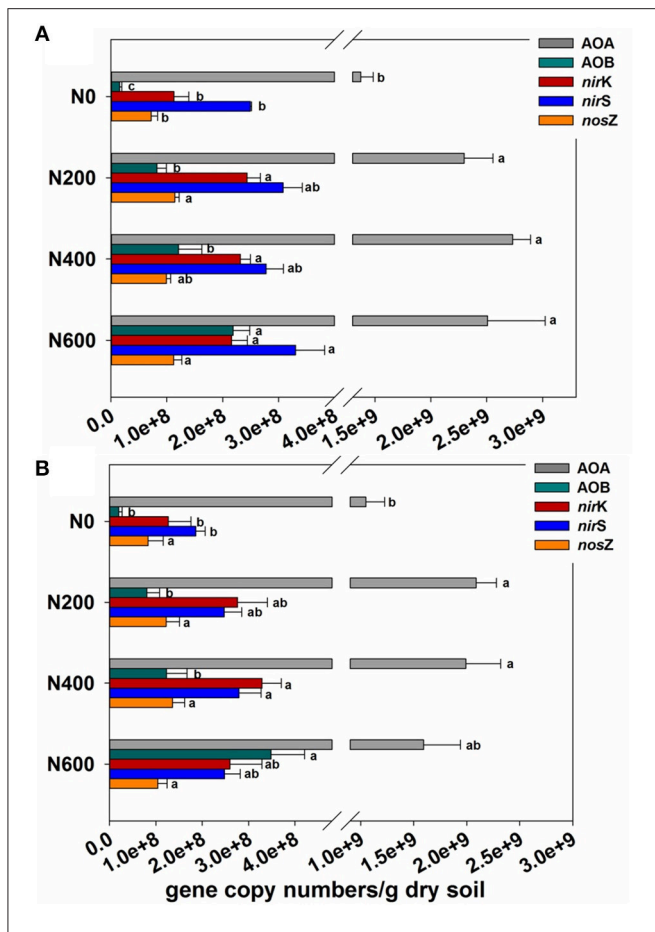 A
AOA
AOB
nirK
nirS
nosZ
N0
b
c
b
b
b
N200
a
b
a
ab
a
N400
a
b
a
ab
ab
N600
a
a
a
a
a
0.0 1.0e+8 2.0e+8 3.0e+8 4.0e+8 1.5e+9 2.0e+9 2.5e+9 3.0e+9
B
AOA
AOB
nirK
nirS
nosZ
N0
b
b
b
b
a
N200
a
b
ab
ab
a
N400
a
b
a
a
a
N600
ab
a
ab
ab
a
0.0 1.0e+8 2.0e+8 3.0e+8 4.0e+8 1.0e+9 1.5e+9 2.0e+9 2.5e+9 3.0e+9
gene copy numbers/g dry soil